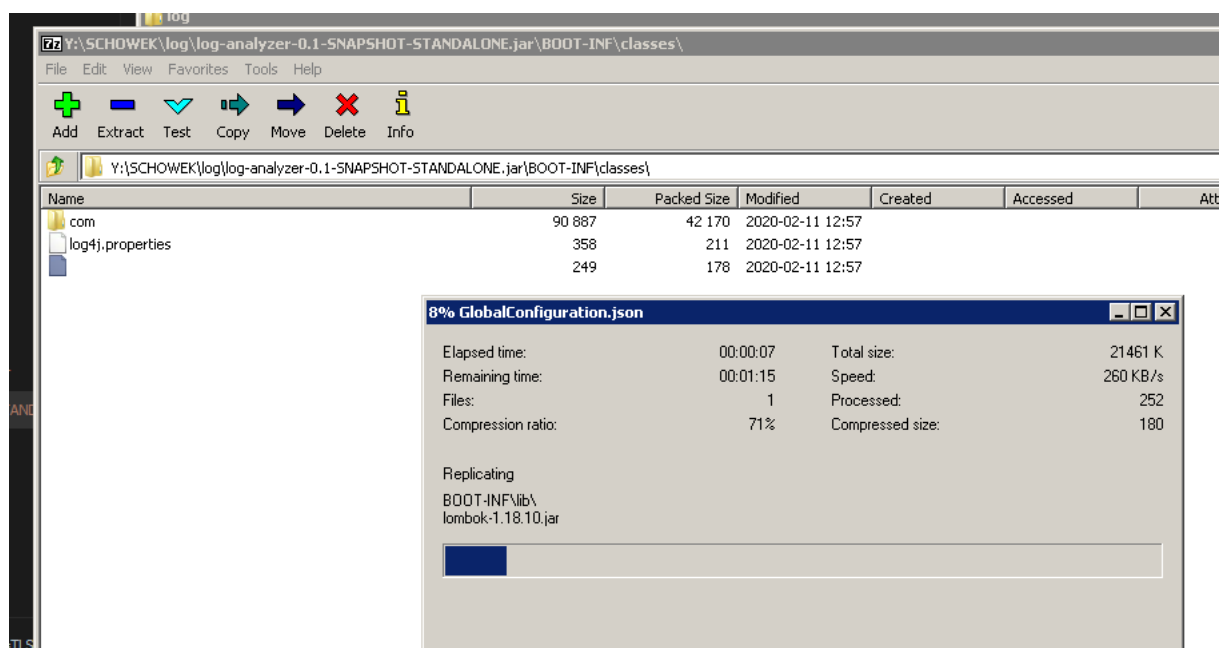 log
Y:\SCHOWEK\log\log-analyzer-0.1-SNAPSHOT-STANDALONE.jar\BOOT-INF\classes\
File Edit View Favorites Tools Help
Add Extract Test Copy Move Delete Info
Y:\SCHOWEK\log\log-analyzer-0.1-SNAPSHOT-STANDALONE.jar\BOOT-INF\classes\
Name Size Packed Size Modified Created Accessed Att
com 90 887 42 170 2020-02-11 12:57
log4j.properties 358 211 2020-02-11 12:57
249 178 2020-02-11 12:57
8% GlobalConfiguration.json
Elapsed time: 00:00:07 Total size: 21461 K
Remaining time: 00:01:15 Speed: 260 KB/s
Files: 1 Processed: 252
Compression ratio: 71% Compressed size: 180
Replicating
BOOT-INF\lib\
lombok-1.18.10.jar